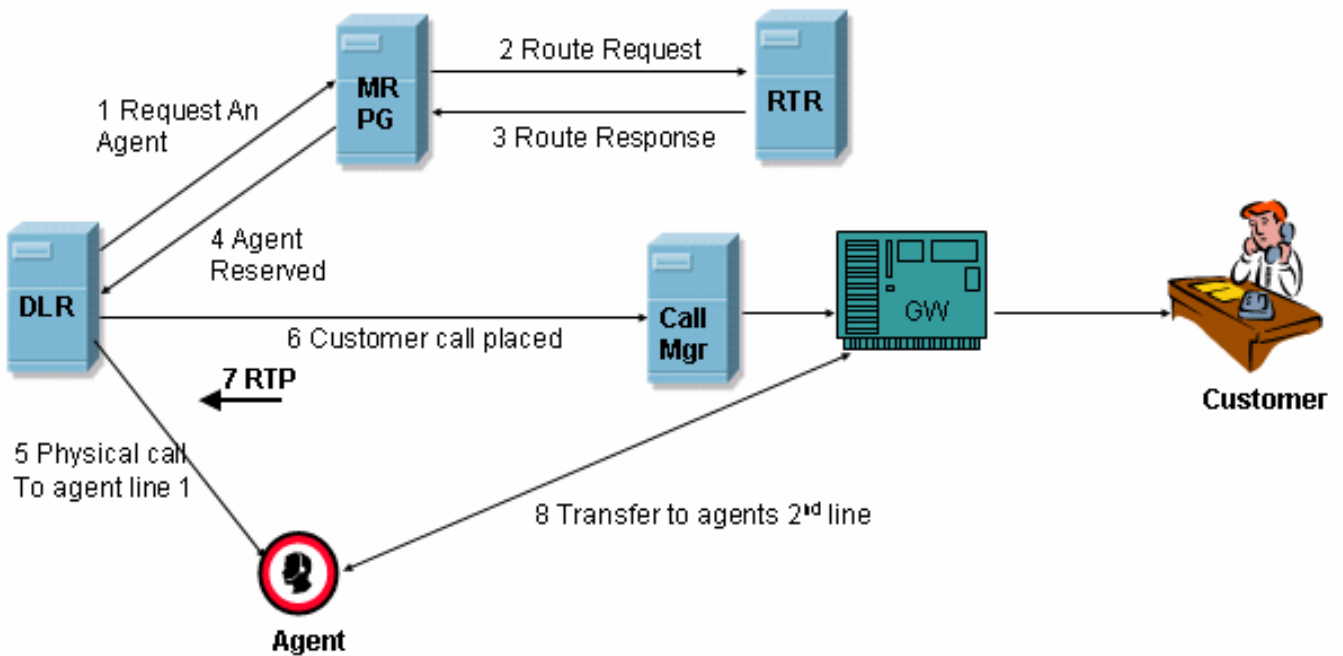 2 Route Request
MR
PG
RTR
1 Request An
Agent
3 Route Response
4 Agent
Reserved
DLR
Call
Mgr
GW
6 Customer call placed
7 RTP
Customer
5 Physical call
To agent line 1
8 Transfer to agents 2nd line
Agent